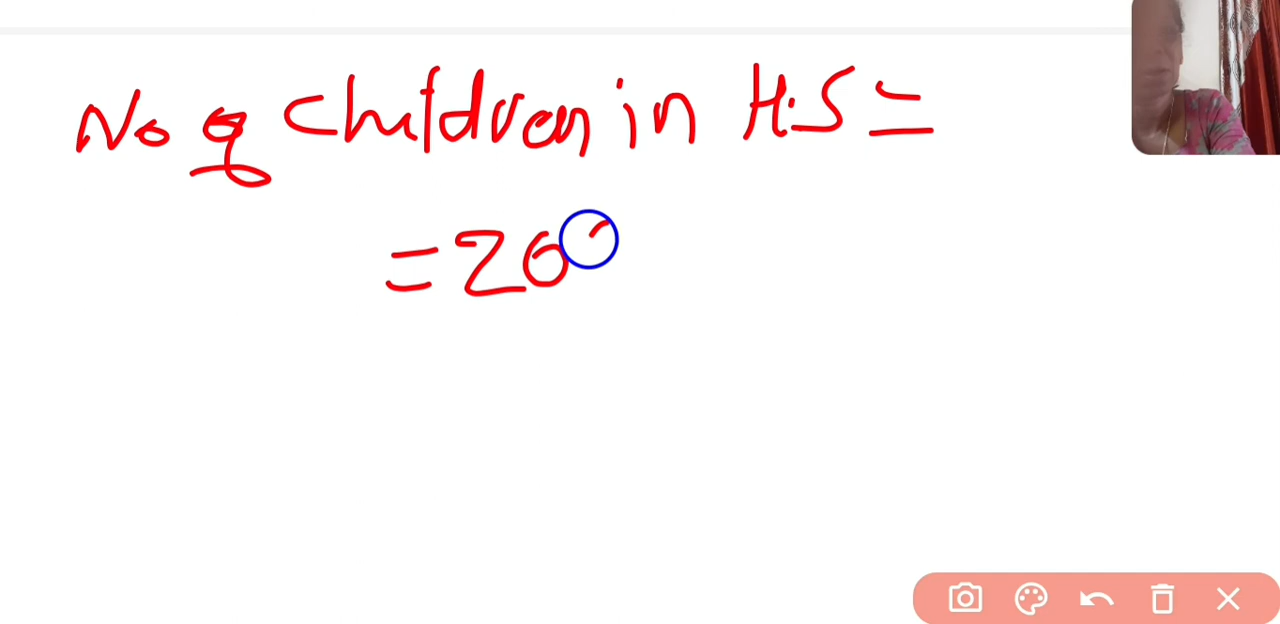 No of Children in H.S =
= 20